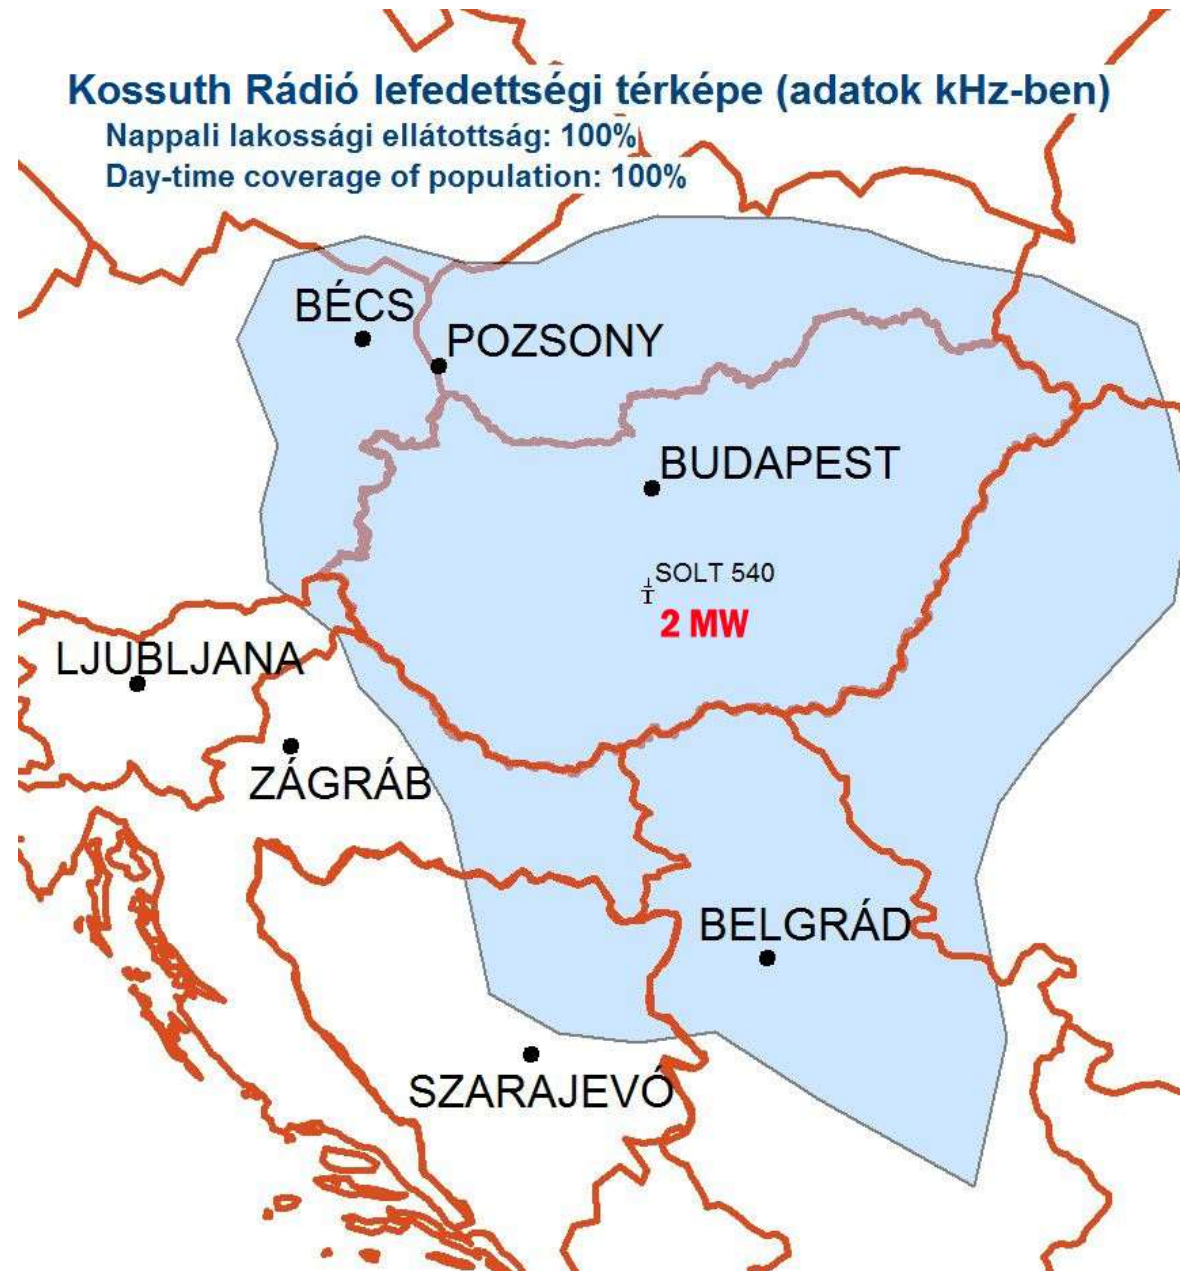 Kossuth Rádió lefedettségi térképe (adatok kHz-ben)
Nappali lakossági ellátottság: 100%
Day-time coverage of population: 100%
BÉCS
POZSONY
BUDAPEST
SOLT 540
2 MW
LJUBLJANA
ZÁGRÁB
BELGRÁD
SZARAJEVÓ